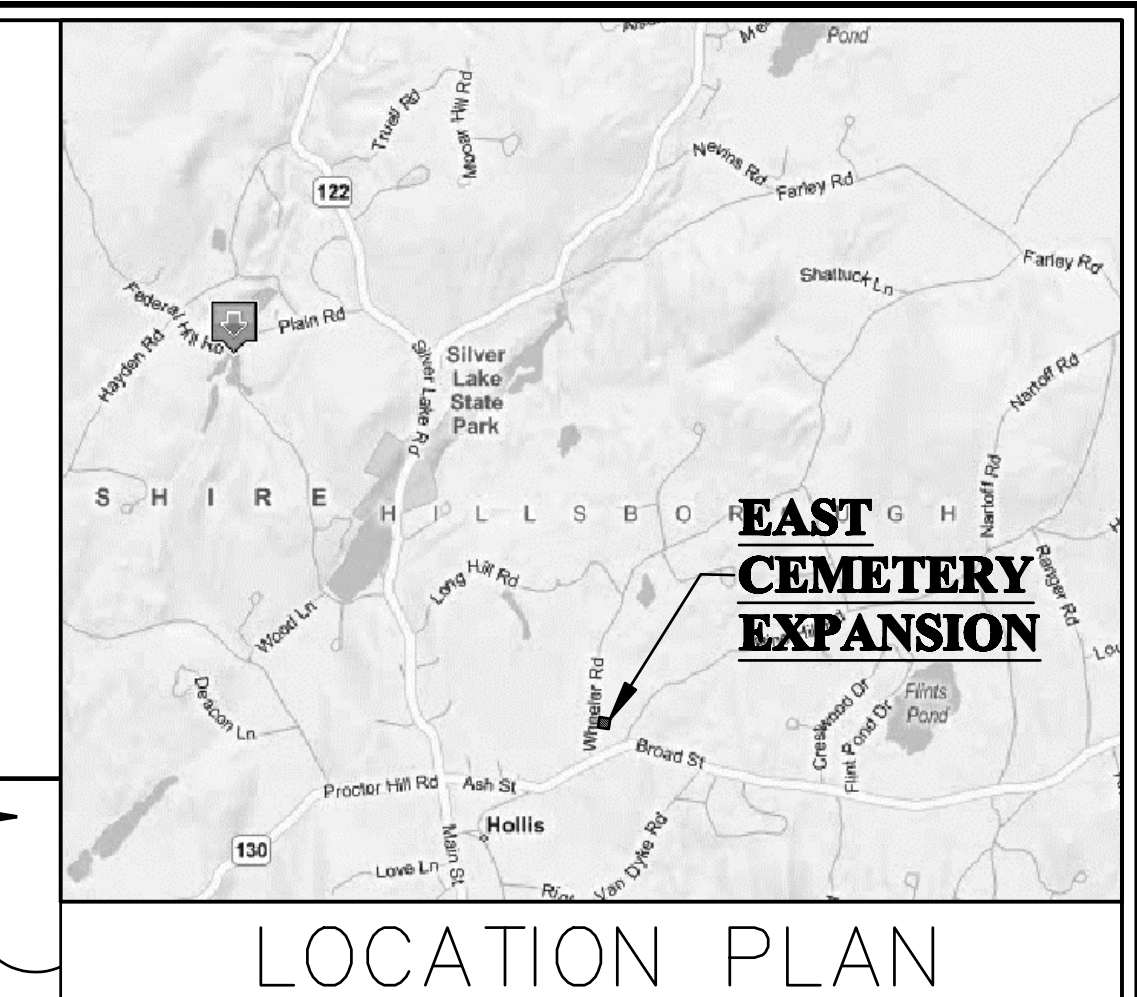 Pond
Truell Rd
Mooar Hill Rd
122
Nevins Rd
Farley Rd
Farley Rd
Shattuck Ln
Federal Hill Rd
Plain Rd
Hayden Rd
Silver Lake Rd
Silver
Lake
State
Park
Nartoff Rd
Nartoff Rd
S H I R E
H I L L S B O R O U G H
EAST
CEMETERY
EXPANSION
Ranger Rd
Long Hill Rd
Wood Ln
Wheeler Rd
Deacon Ln
Flints
Pond
Crestwood Dr
Flint Pond Dr
Broad St
Proctor Hill Rd
Ash St
Hollis
130
Main St
Love Ln
Van Dyke Rd
LOCATION PLAN